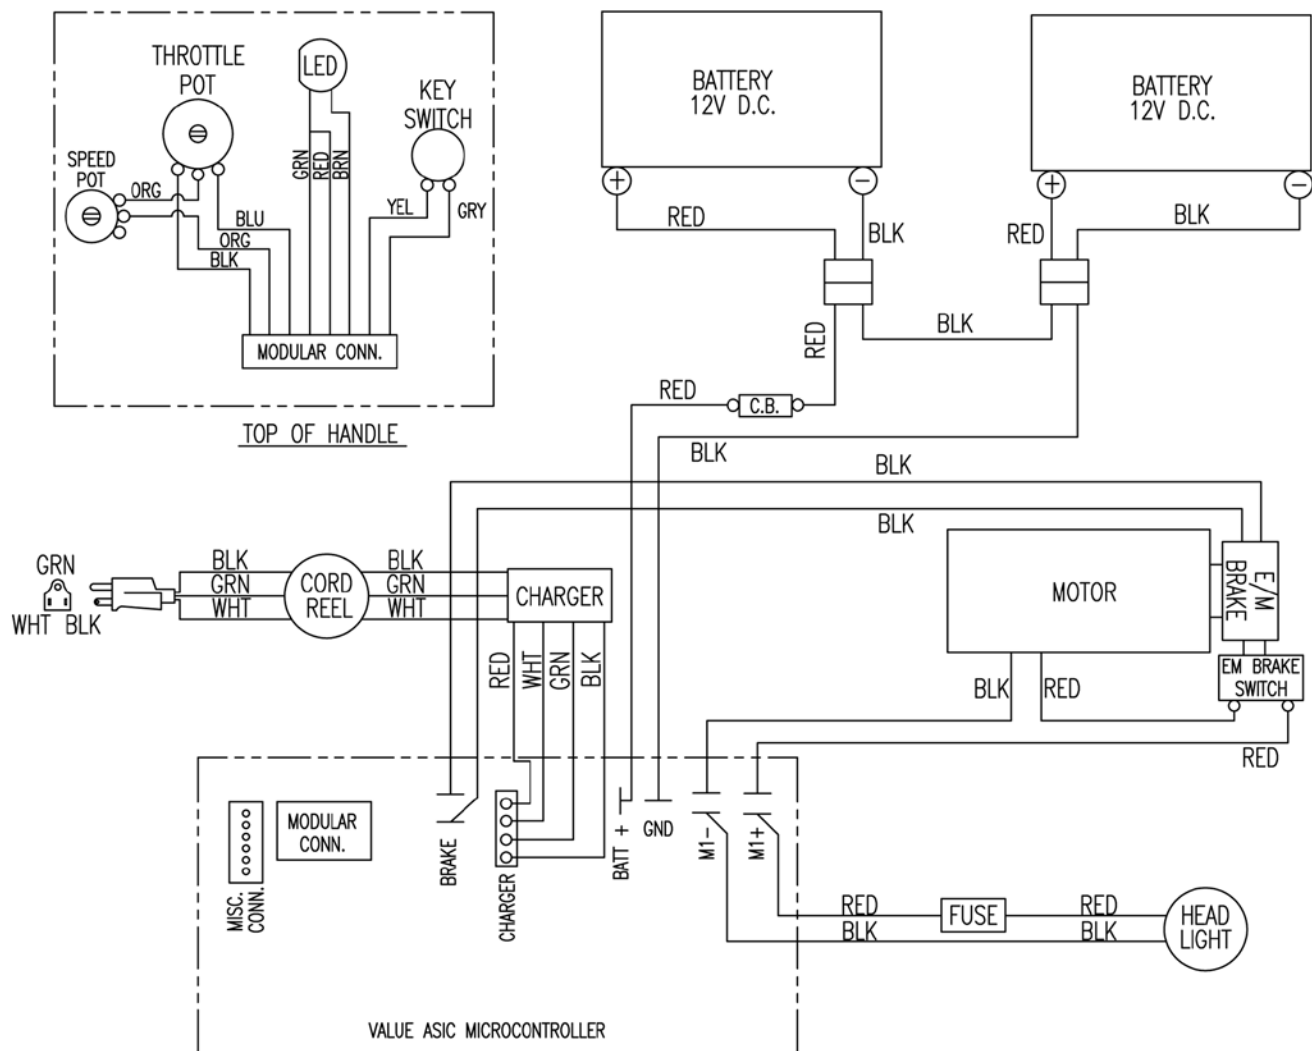 THROTTLE
POT
LED
KEY
SWITCH
SPEED
POT
ORG
GRN
RED
BRN
BLU
ORG
BLK
YEL
GRY
MODULAR CONN.
TOP OF HANDLE
BATTERY
12V D.C.
+
−
RED
BLK
BATTERY
12V D.C.
+
−
RED
BLK
RED
BLK
RED
C.B.
BLK
BLK
BLK
GRN
WHT BLK
BLK
GRN
WHT
CORD
REEL
BLK
GRN
WHT
CHARGER
RED
WHT
GRN
BLK
MOTOR
E/M
BRAKE
EM BRAKE
SWITCH
BLK
RED
RED
MISC.
CONN.
MODULAR
CONN.
BRAKE
CHARGER
BATT +
GND
M1-
M1+
RED
BLK
FUSE
RED
BLK
HEAD
LIGHT
VALUE ASIC MICROCONTROLLER